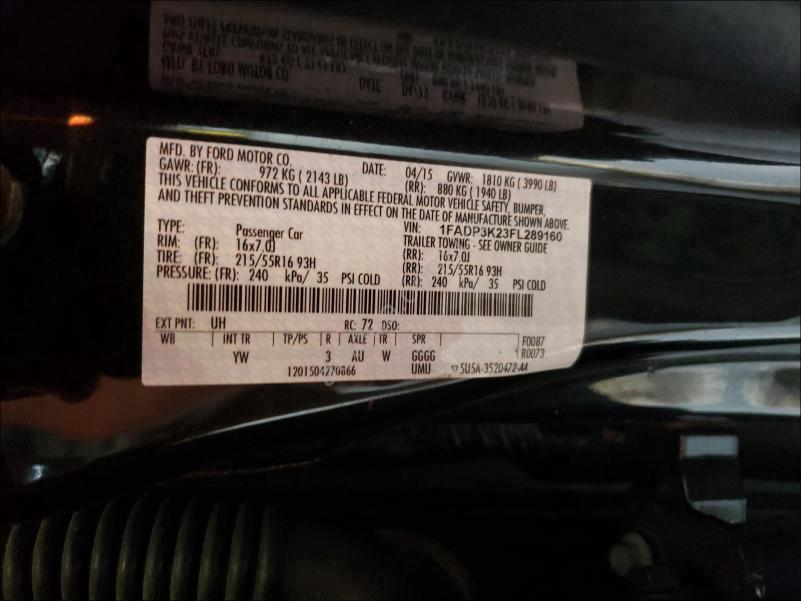 MFD. BY FORD MOTOR CO.
DATE: 04/15 GVWR: 1810 KG ( 3990 LB)
GAWR: (FR): 972 KG ( 2143 LB) (RR): 880 KG ( 1940 LB)
THIS VEHICLE CONFORMS TO ALL APPLICABLE FEDERAL MOTOR VEHICLE SAFETY, BUMPER,
AND THEFT PREVENTION STANDARDS IN EFFECT ON THE DATE OF MANUFACTURE SHOWN ABOVE.
VIN: 1FADP3K23FL289160
TYPE: Passenger Car TRAILER TOWING - SEE OWNER GUIDE
RIM: (FR): 16x7.0J (RR): 16x7.0J
TIRE: (FR): 215/55R16 93H (RR): 215/55R16 93H
PRESSURE: (FR): 240 kPa/ 35 PSI COLD (RR): 240 kPa/ 35 PSI COLD
EXT PNT: UH RC: 72 DSO:
WB INT TR TP/PS R AXLE TR SPR F0087
YW 3 AU W GGGG R0073
1201504270866 UMU 5U5A-3520472-AA